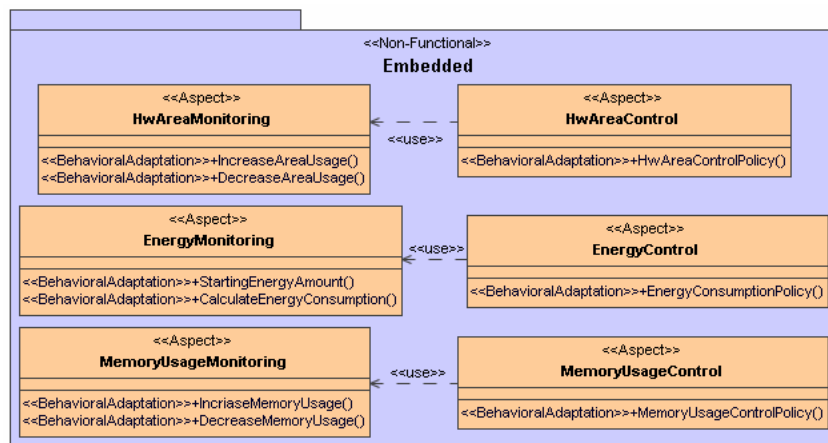 <<Non-Functional>>
Embedded
<<Aspect>>
HwAreaMonitoring
<<BehavioralAdaptation>>+IncreaseAreaUsage()
<<BehavioralAdaptation>>+DecreaseAreaUsage()
<<use>>
<<Aspect>>
HwAreaControl
<<BehavioralAdaptation>>+HwAreaControlPolicy()
<<Aspect>>
EnergyMonitoring
<<BehavioralAdaptation>>+StartingEnergyAmount()
<<BehavioralAdaptation>>+CalculateEnergyConsumption()
<<use>>
<<Aspect>>
EnergyControl
<<BehavioralAdaptation>>+EnergyConsumptionPolicy()
<<Aspect>>
MemoryUsageMonitoring
<<BehavioralAdaptation>>+IncriaseMemoryUsage()
<<BehavioralAdaptation>>+DecreaseMemoryUsage()
<<use>>
<<Aspect>>
MemoryUsageControl
<<BehavioralAdaptation>>+MemoryUsageControlPolicy()